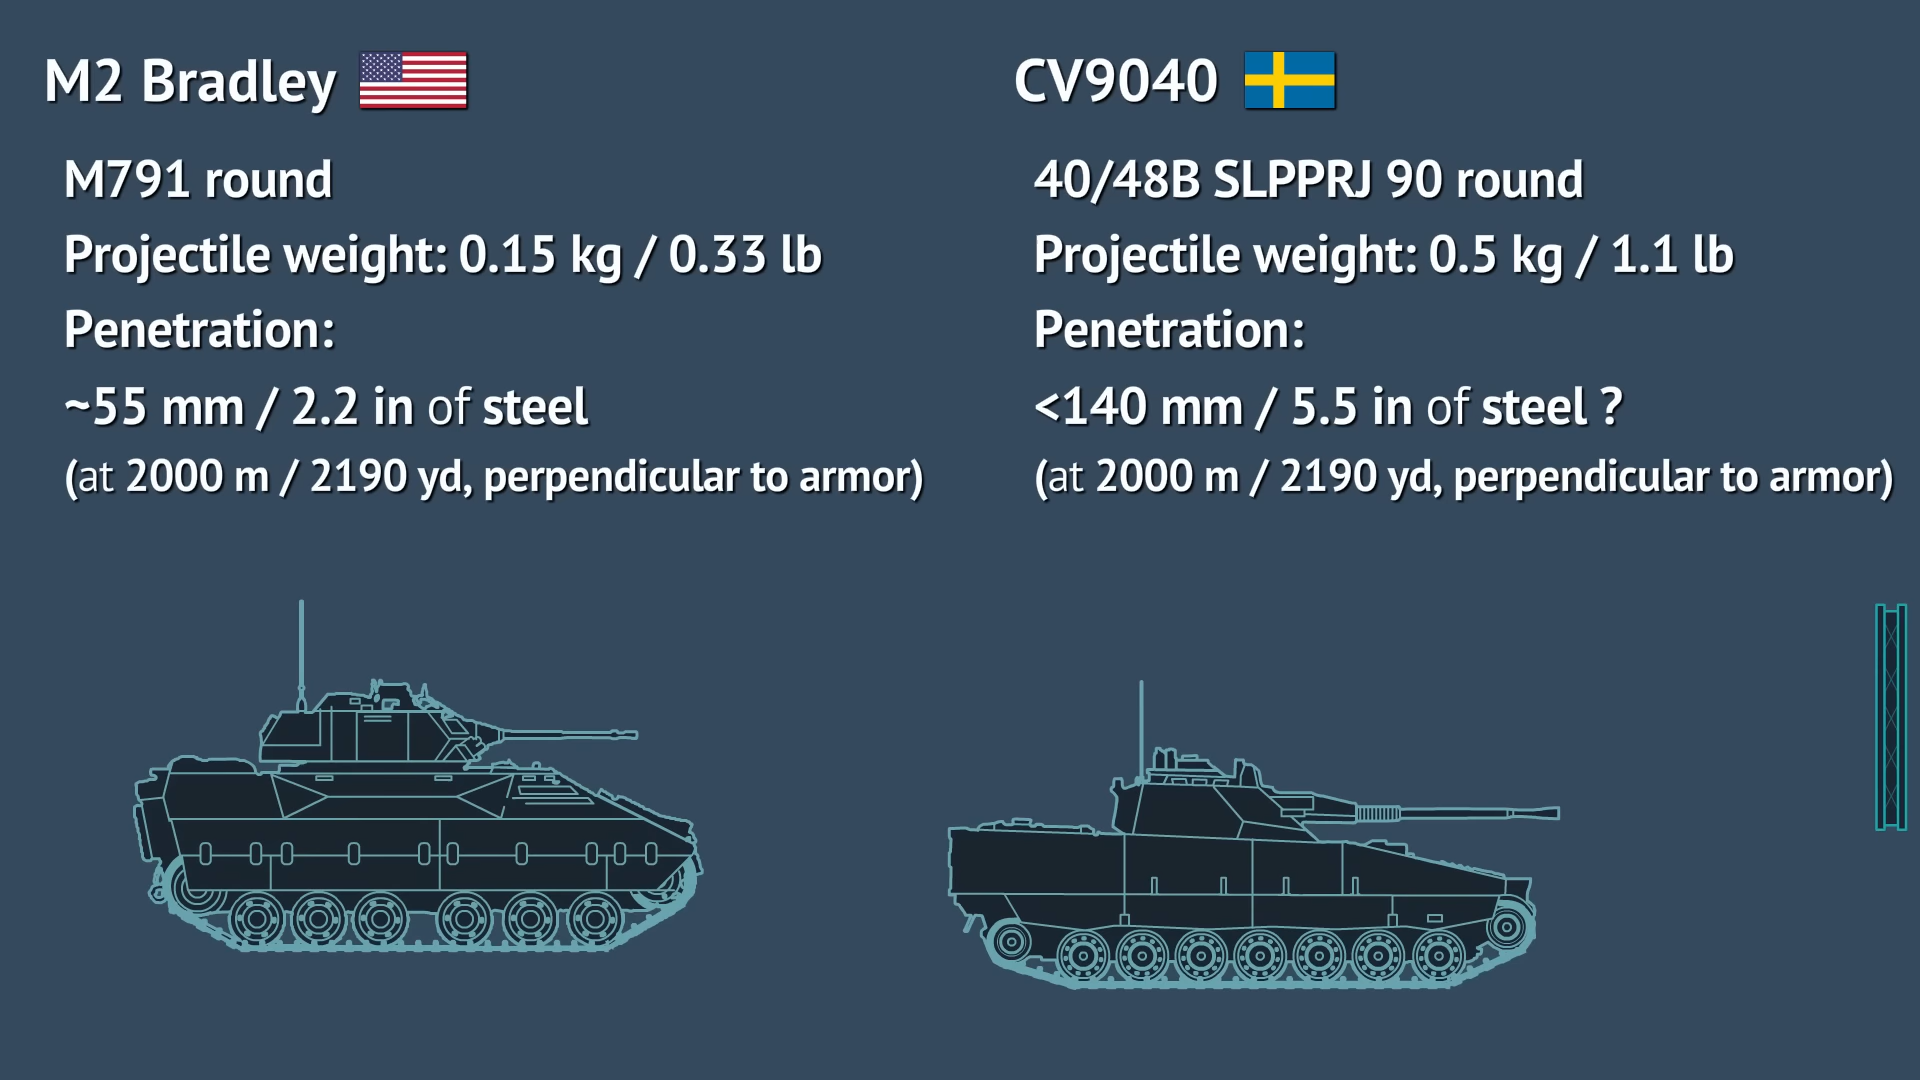 M2 Bradley
M791 round
Projectile weight: 0.15 kg / 0.33 lb
Penetration:
~55 mm / 2.2 in of steel
(at 2000 m / 2190 yd, perpendicular to armor)
CV9040
40/48B SLPPRJ 90 round
Projectile weight: 0.5 kg / 1.1 lb
Penetration:
<140 mm / 5.5 in of steel ?
(at 2000 m / 2190 yd, perpendicular to armor)